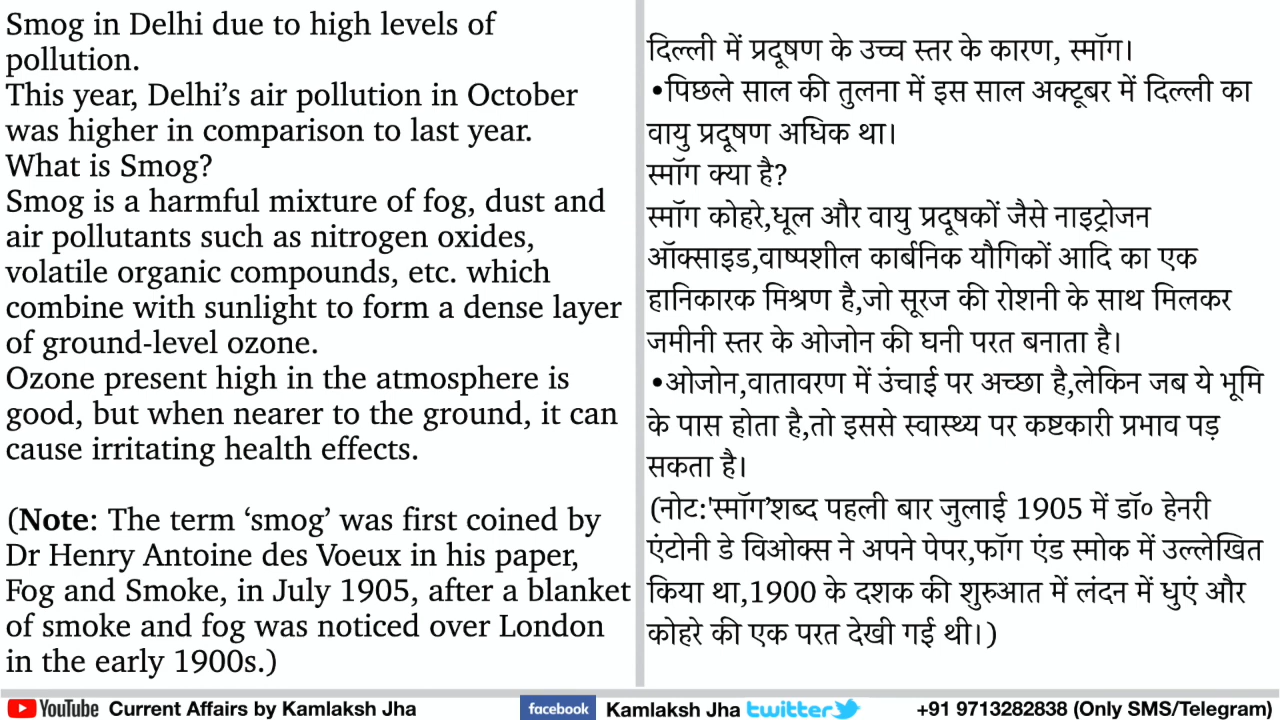 Smog in Delhi due to high levels of
pollution.
This year, Delhi’s air pollution in October
was higher in comparison to last year.
What is Smog?
Smog is a harmful mixture of fog, dust and
air pollutants such as nitrogen oxides,
volatile organic compounds, etc. which
combine with sunlight to form a dense layer
of ground-level ozone.
Ozone present high in the atmosphere is
good, but when nearer to the ground, it can
cause irritating health effects.
(Note: The term ‘smog’ was first coined by
Dr Henry Antoine des Voeux in his paper,
Fog and Smoke, in July 1905, after a blanket
of smoke and fog was noticed over London
in the early 1900s.)
दिल्ली में प्रदूषण के उच्च स्तर के कारण, स्मॉग।
•पिछले साल की तुलना में इस साल अक्टूबर में दिल्ली का
वायु प्रदूषण अधिक था।
स्मॉग क्या है?
स्मॉग कोहरे,धूल और वायु प्रदूषकों जैसे नाइट्रोजन
ऑक्साइड,वाष्पशील कार्बनिक यौगिकों आदि का एक
हानिकारक मिश्रण है,जो सूरज की रोशनी के साथ मिलकर
जमीनी स्तर के ओजोन की घनी परत बनाता है।
•ओजोन,वातावरण में उंचाई पर अच्छा है,लेकिन जब ये भूमि
के पास होता है,तो इससे स्वास्थ्य पर कष्टकारी प्रभाव पड़
सकता है।
(नोट:'स्मॉग’शब्द पहली बार जुलाई 1905 में डॉ० हेनरी
एंटोनी डे विओक्स ने अपने पेपर,फॉग एंड स्मोक में उल्लेखित
किया था,1900 के दशक की शुरुआत में लंदन में धुएं और
कोहरे की एक परत देखी गई थी।)
YouTube Current Affairs by Kamlaksh Jha facebook Kamlaksh Jha twitter +91 9713282838 (Only SMS/Telegram)